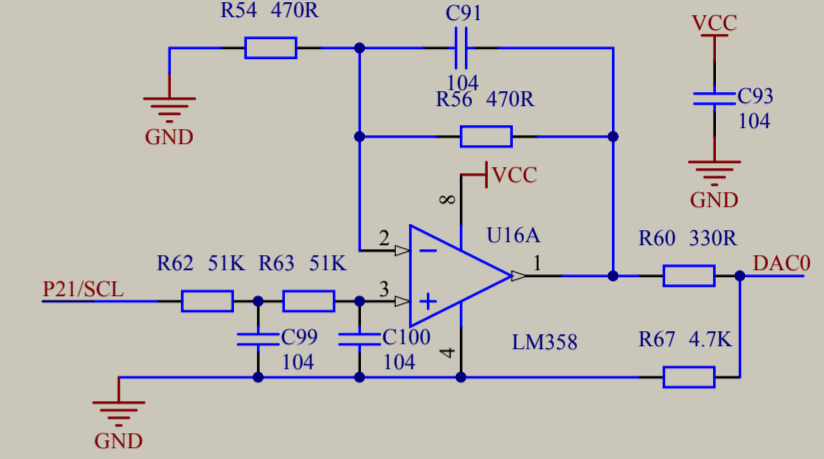 R54 470R
C91
VCC
104
C93
R56 470R
104
GND
VCC
8
GND
2
U16A
R60 330R
R62 51K R63 51K
1
DAC0
P21/SCL
3
C99
C100
LM358
R67 4.7K
104
104
4
GND